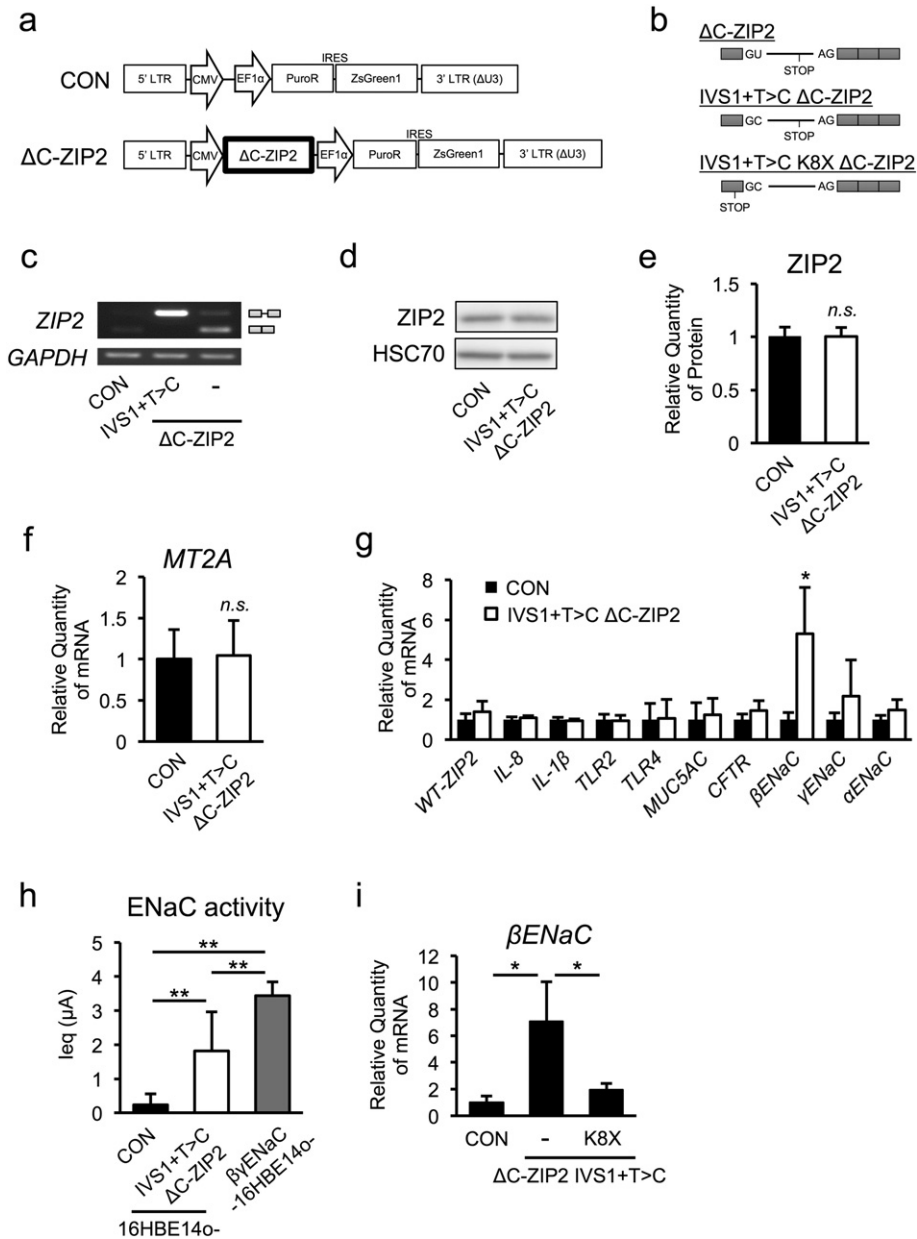 a
IRES
CON
5' LTR CMV EF1α PuroR ZsGreen1 3' LTR (ΔU3)
IRES
ΔC-ZIP2
5' LTR CMV ΔC-ZIP2 EF1α PuroR ZsGreen1 3' LTR (ΔU3)
b
ΔC-ZIP2
GU AG
STOP
IVS1+T>C ΔC-ZIP2
GC AG
STOP
IVS1+T>C K8X ΔC-ZIP2
GC AG
STOP
c
ZIP2
GAPDH
CON
IVS1+T>C
-
ΔC-ZIP2
d
ZIP2
HSC70
CON
IVS1+T>C
ΔC-ZIP2
e
ZIP2
Relative Quantity
of Protein
1.5
1
0.5
0
n.s.
CON
IVS1+T>C
ΔC-ZIP2
f
MT2A
Relative Quantity
of mRNA
2
1.5
1
0.5
0
n.s.
CON
IVS1+T>C
ΔC-ZIP2
g
Relative Quantity
of mRNA
8
6
4
2
0
CON
IVS1+T>C ΔC-ZIP2
*
WT-ZIP2
IL-8
IL-1β
TLR2
TLR4
MUC5AC
CFTR
βENaC
γENaC
αENaC
h
ENaC activity
Ieq (μA)
5
4
3
2
1
0
**
**
**
CON
IVS1+T>C
ΔC-ZIP2
βγENaC
-16HBE14o-
16HBE14o-
i
βENaC
Relative Quantity
of mRNA
12
10
8
6
4
2
0
* *
CON - K8X
ΔC-ZIP2 IVS1+T>C